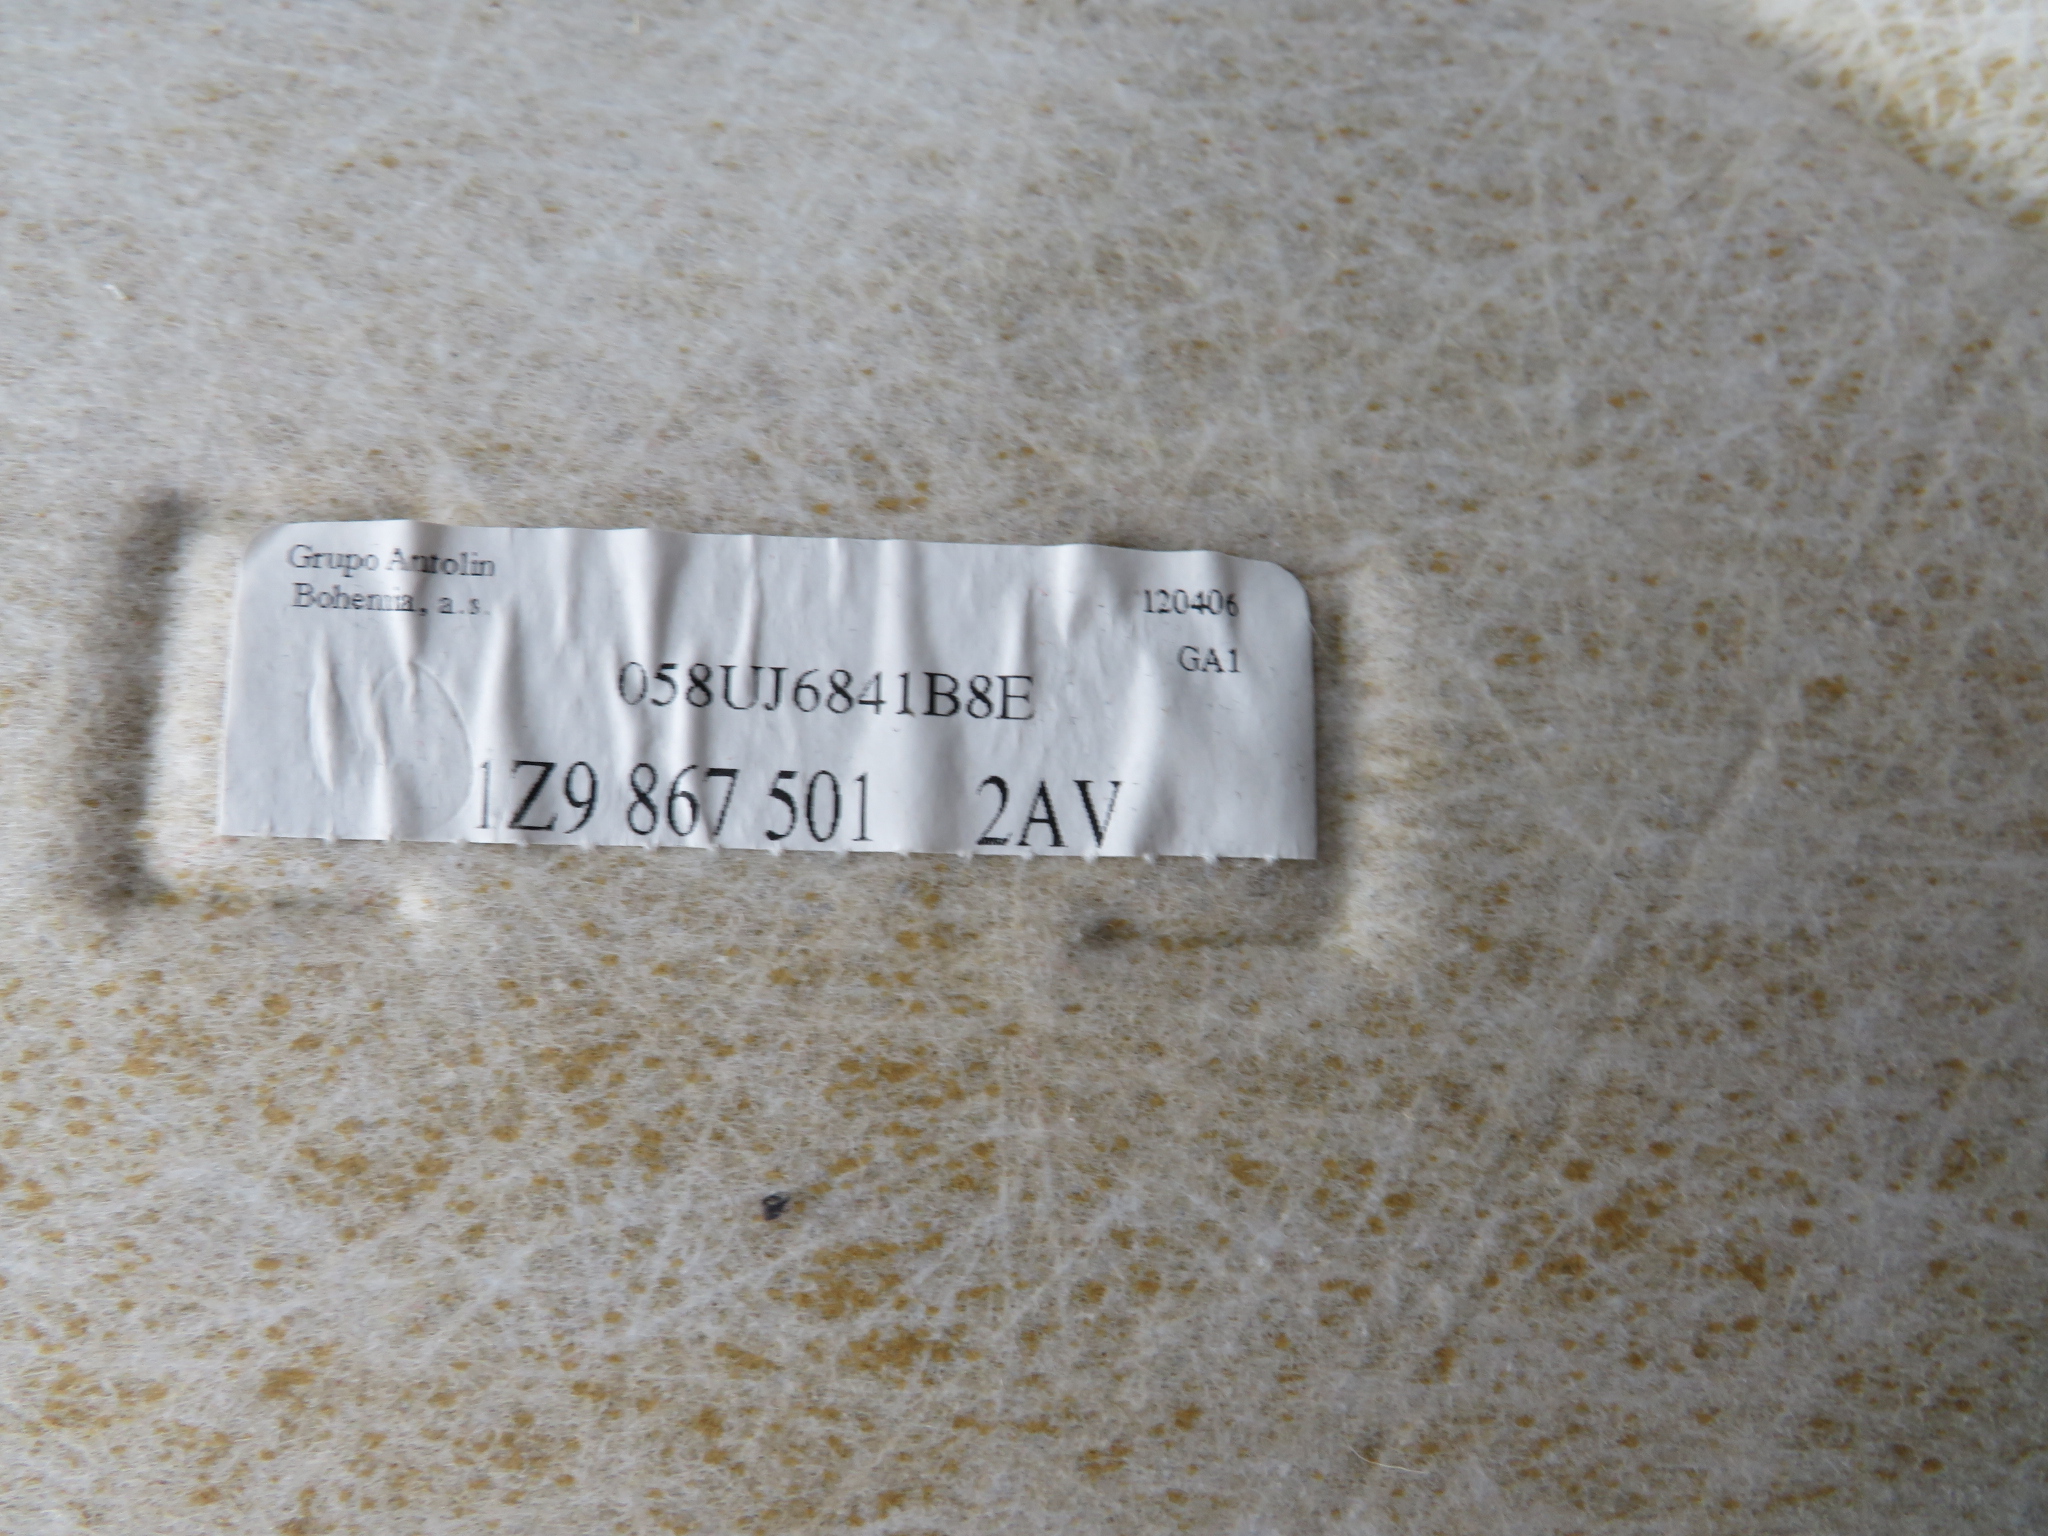 Grupo Antolin
Bohemia, a.s.
120406
GA1
058UJ6841B8E
1Z9 867 501 2AV